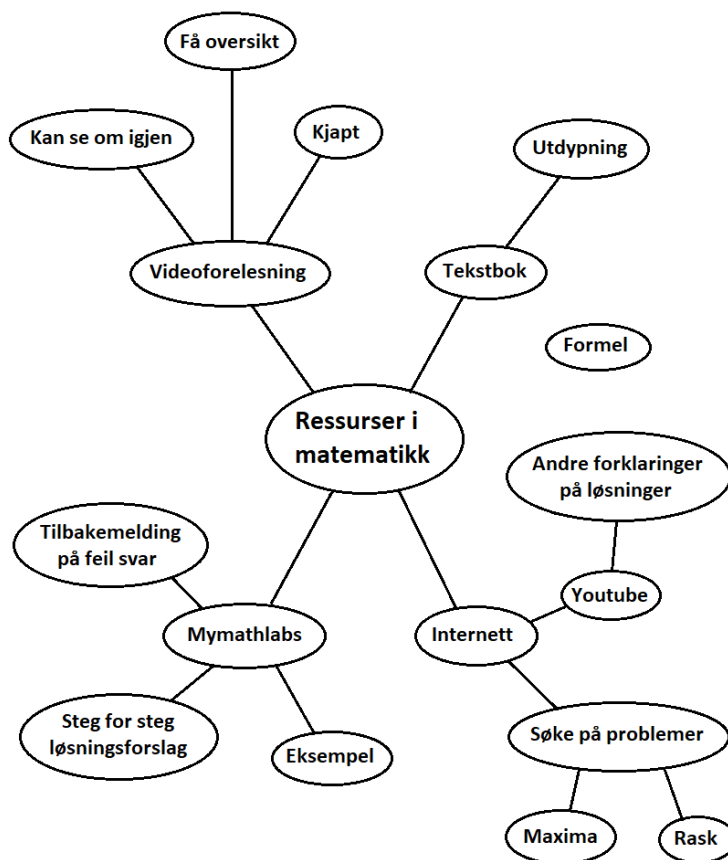 Få oversikt
Kan se om igjen
Kjapt
Utdypning
Videoforelesning
Tekstbok
Formel
Ressurser i
matematikk
Andre forklaringer
på løsninger
Tilbakemelding
på feil svar
Youtube
Mymathlabs
Internett
Steg for steg
løsningsforslag
Eksempel
Søke på problemer
Maxima
Rask